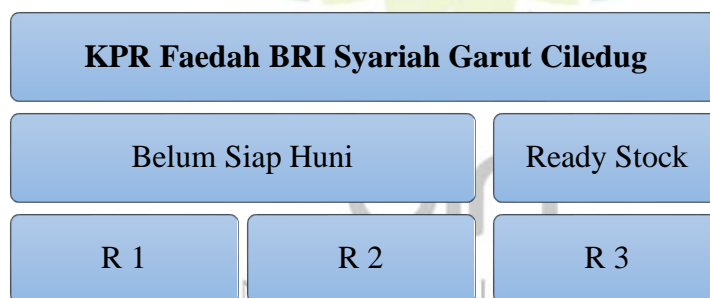 KPR Faedah BRI Syariah Garut Ciledug
Belum Siap Huni
Ready Stock
R 1
R 2
R 3